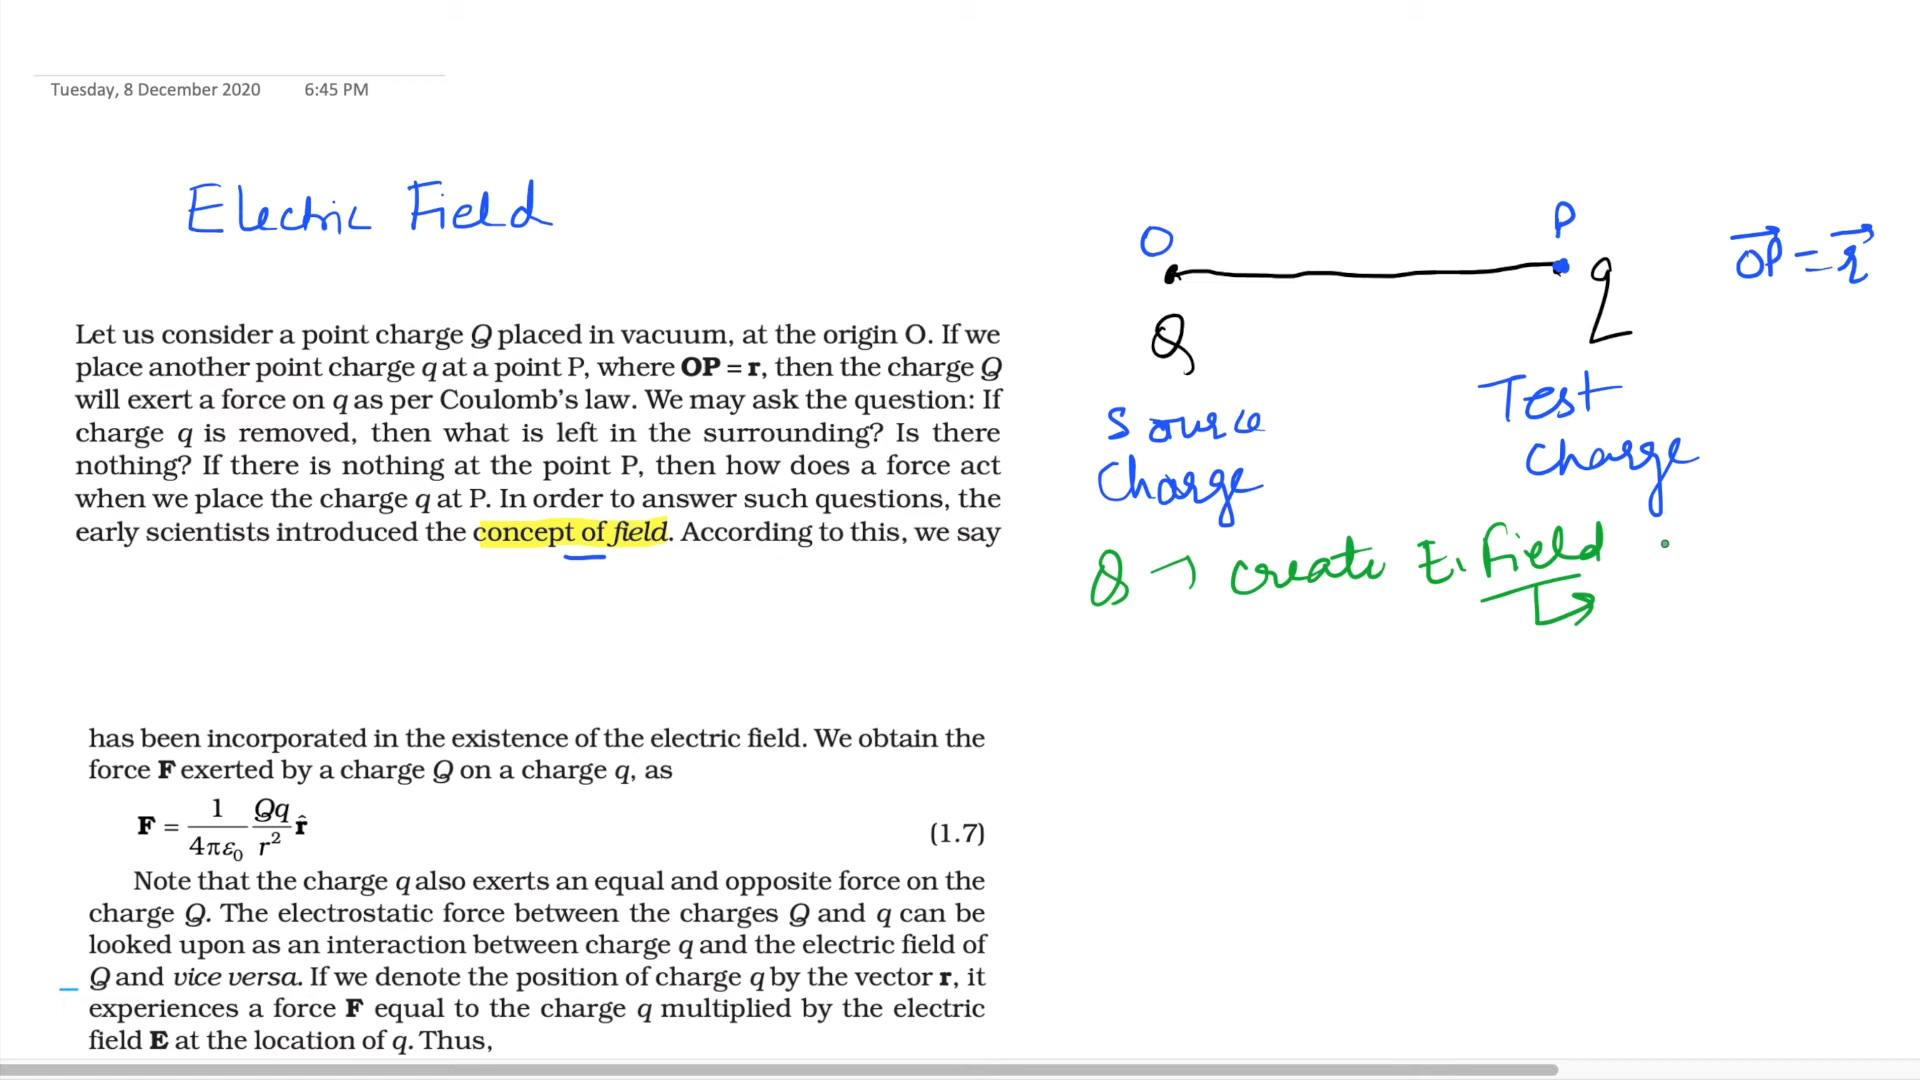 Tuesday, 8 December 2020 6:45 PM
Electric Field
Let us consider a point charge Q placed in vacuum, at the origin O. If we
place another point charge q at a point P, where OP = r, then the charge Q
will exert a force on q as per Coulomb's law. We may ask the question: If
charge q is removed, then what is left in the surrounding? Is there
nothing? If there is nothing at the point P, then how does a force act
when we place the charge q at P. In order to answer such questions, the
early scientists introduced the concept of field. According to this, we say
has been incorporated in the existence of the electric field. We obtain the
force F exerted by a charge Q on a charge q, as
F = 1/4πε₀ Qq/r² r̂ (1.7)
Note that the charge q also exerts an equal and opposite force on the
charge Q. The electrostatic force between the charges Q and q can be
looked upon as an interaction between charge q and the electric field of
Q and vice versa. If we denote the position of charge q by the vector r, it
experiences a force F equal to the charge q multiplied by the electric
field E at the location of q. Thus,
O P
OP⃗ = r⃗
Q q
Source
Charge
Test
Charge
Q → create E. Field